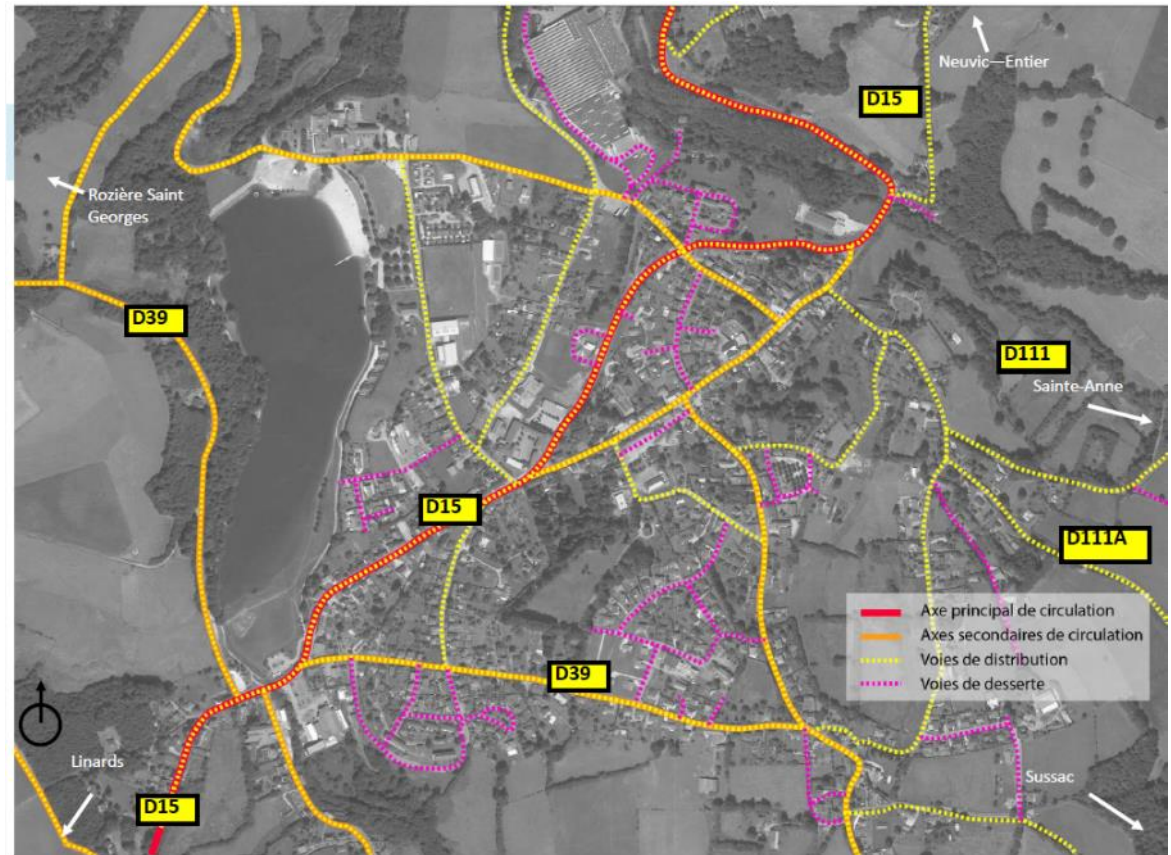 Neuvic—Entier
D15
Rozière Saint
Georges
D39
D111
Sainte-Anne
D15
D111A
Axe principal de circulation
Axes secondaires de circulation
Voies de distribution
Voies de desserte
D39
Linards
D15
Sussac